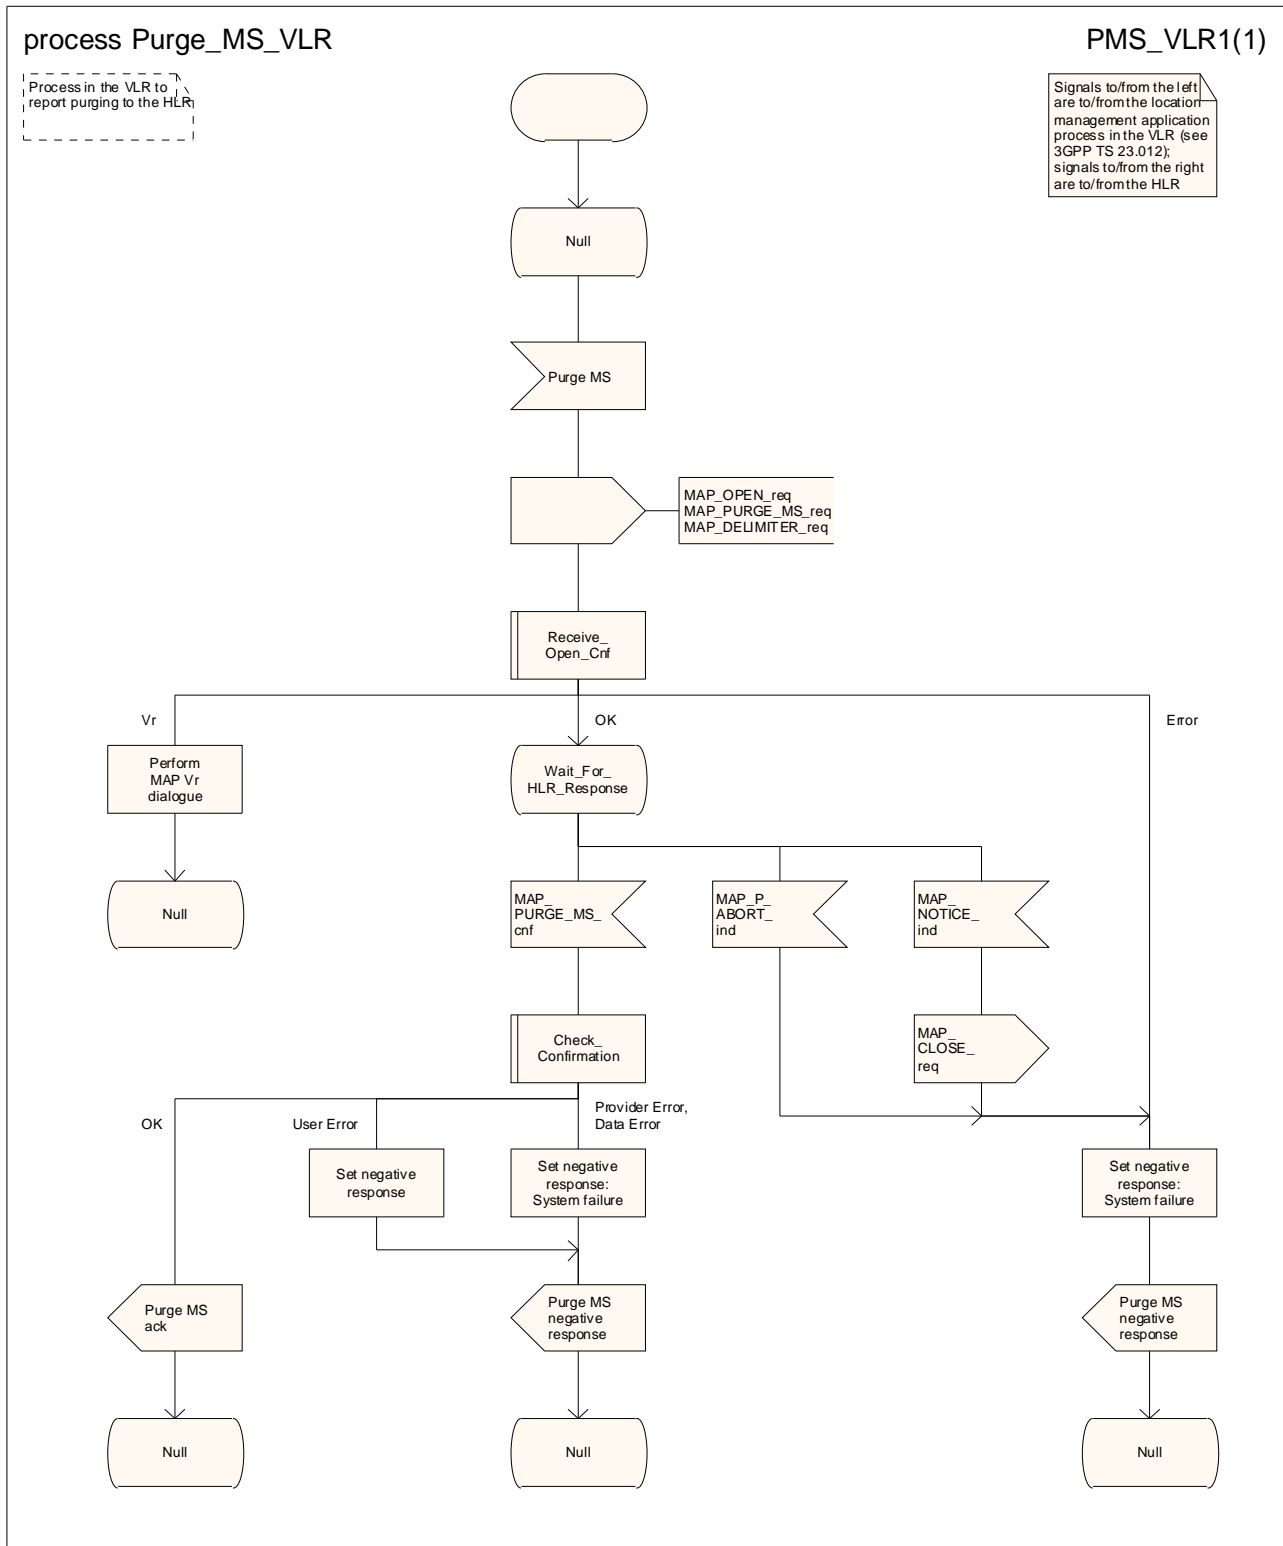 process Purge_MS_VLR
PMS_VLR1(1)
Process in the VLR to
report purging to the HLR
Signals to/from the left
are to/from the location
management application
process in the VLR (see
3GPP TS 23.012);
signals to/from the right
are to/from the HLR
Null
Purge MS
MAP_OPEN_req
MAP_PURGE_MS_req
MAP_DELIMITER_req
Receive_
Open_Cnf
Vr
OK
Error
Perform
MAP Vr
dialogue
Wait_For_
HLR_Response
Null
MAP_
PURGE_MS_
cnf
MAP_P_
ABORT_
ind
MAP_
NOTICE_
ind
Check_
Confirmation
MAP_
CLOSE_
req
OK
User Error
Provider Error,
Data Error
Set negative
response
Set negative
response:
System failure
Set negative
response:
System failure
Purge MS
ack
Purge MS
negative
response
Purge MS
negative
response
Null
Null
Null